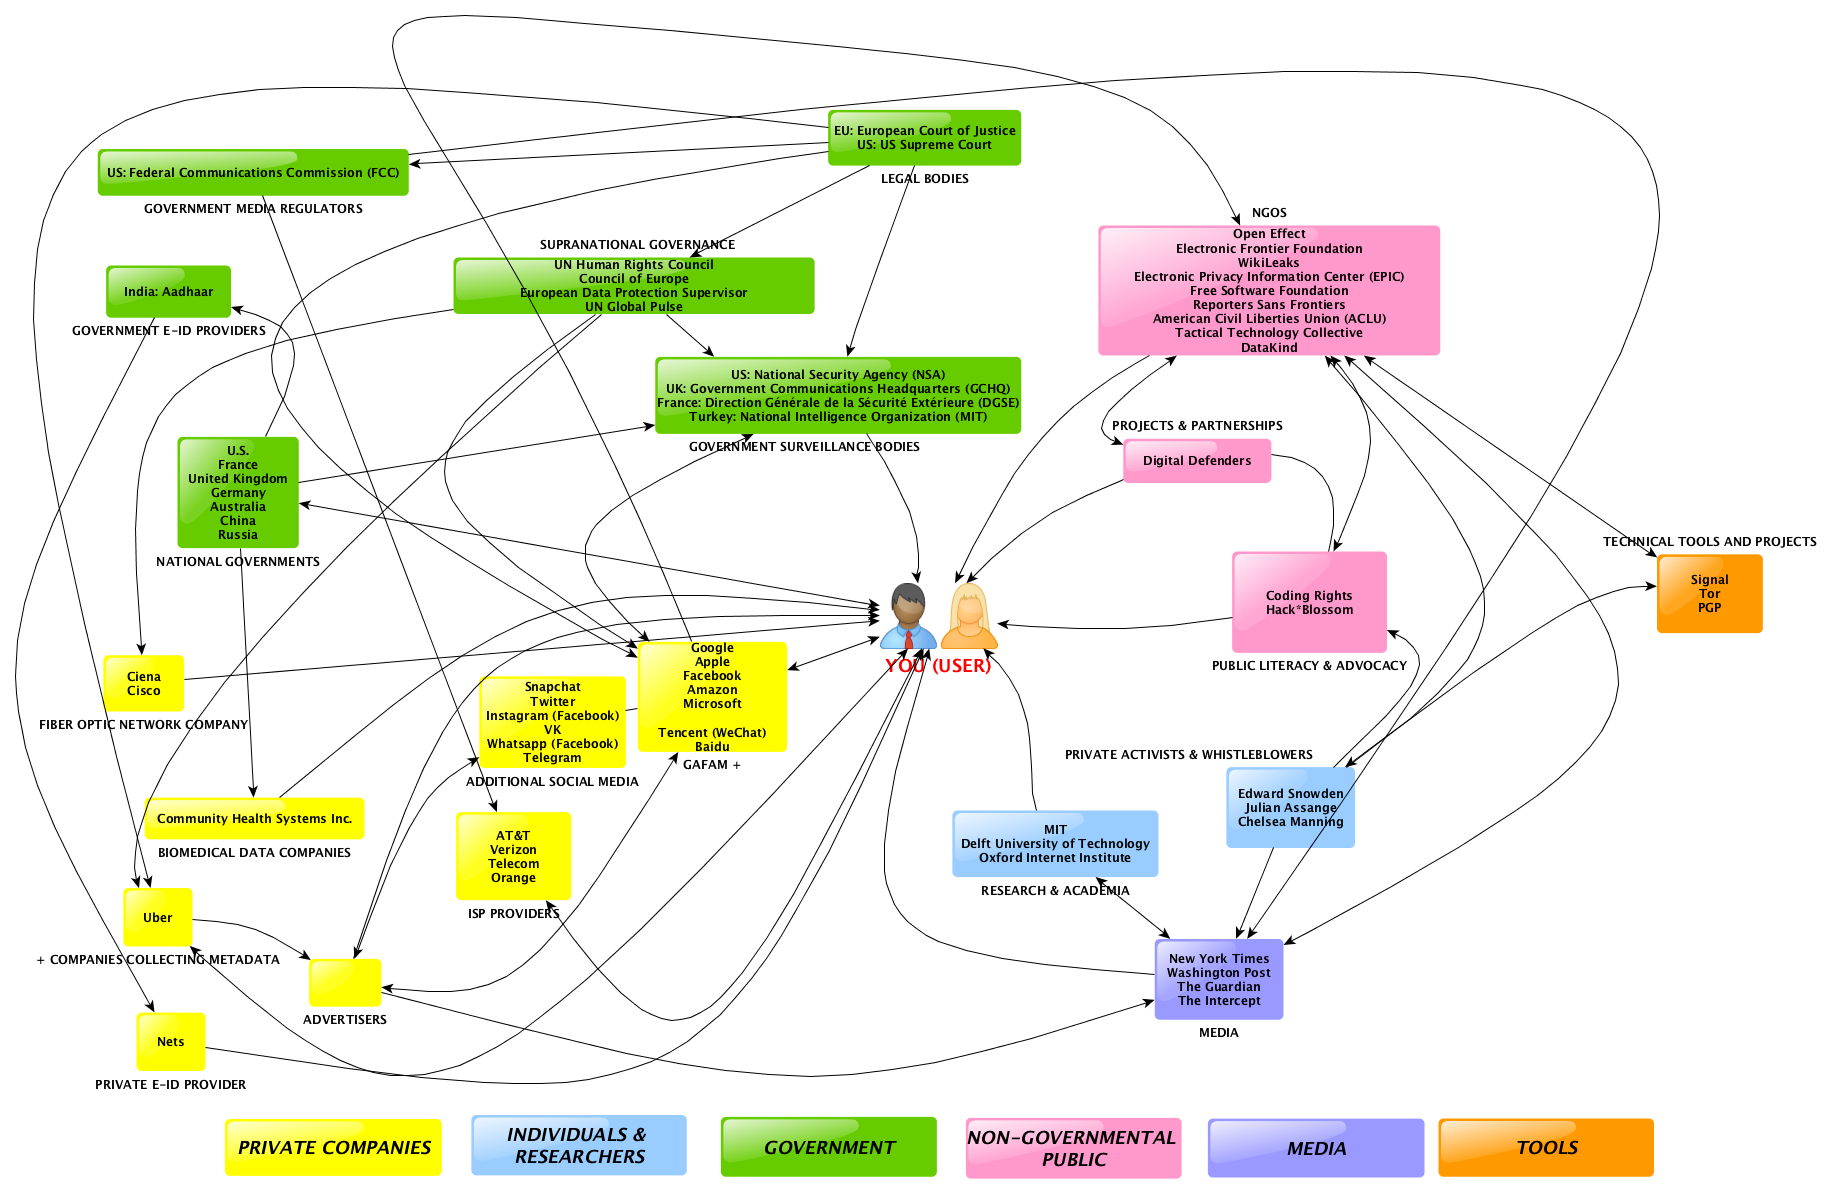 EU: European Court of Justice
US: US Supreme Court
LEGAL BODIES
US: Federal Communications Commission (FCC)
GOVERNMENT MEDIA REGULATORS
SUPRANATIONAL GOVERNANCE
UN Human Rights Council
Council of Europe
European Data Protection Supervisor
UN Global Pulse
NGOS
Open Effect
Electronic Frontier Foundation
WikiLeaks
Electronic Privacy Information Center (EPIC)
Free Software Foundation
Reporters Sans Frontiers
American Civil Liberties Union (ACLU)
Tactical Technology Collective
DataKind
India: Aadhaar
GOVERNMENT E-ID PROVIDERS
US: National Security Agency (NSA)
UK: Government Communications Headquarters (GCHQ)
France: Direction Générale de la Sécurité Extérieure (DGSE)
Turkey: National Intelligence Organization (MIT)
GOVERNMENT SURVEILLANCE BODIES
PROJECTS & PARTNERSHIPS
Digital Defenders
U.S.
France
United Kingdom
Germany
Australia
China
Russia
NATIONAL GOVERNMENTS
TECHNICAL TOOLS AND PROJECTS
Signal
Tor
PGP
Coding Rights
Hack*Blossom
PUBLIC LITERACY & ADVOCACY
YOU (USER)
Ciena
Cisco
FIBER OPTIC NETWORK COMPANY
Google
Apple
Facebook
Amazon
Microsoft
Tencent (WeChat)
Baidu
GAFAM +
Snapchat
Twitter
Instagram (Facebook)
VK
Whatsapp (Facebook)
Telegram
ADDITIONAL SOCIAL MEDIA
PRIVATE ACTIVISTS & WHISTLEBLOWERS
Edward Snowden
Julian Assange
Chelsea Manning
Community Health Systems Inc.
BIOMEDICAL DATA COMPANIES
AT&T
Verizon
Telecom
Orange
ISP PROVIDERS
MIT
Delft University of Technology
Oxford Internet Institute
RESEARCH & ACADEMIA
Uber
+ COMPANIES COLLECTING METADATA
ADVERTISERS
New York Times
Washington Post
The Guardian
The Intercept
MEDIA
Nets
PRIVATE E-ID PROVIDER
PRIVATE COMPANIES
INDIVIDUALS &
RESEARCHERS
GOVERNMENT
NON-GOVERNMENTAL
PUBLIC
MEDIA
TOOLS